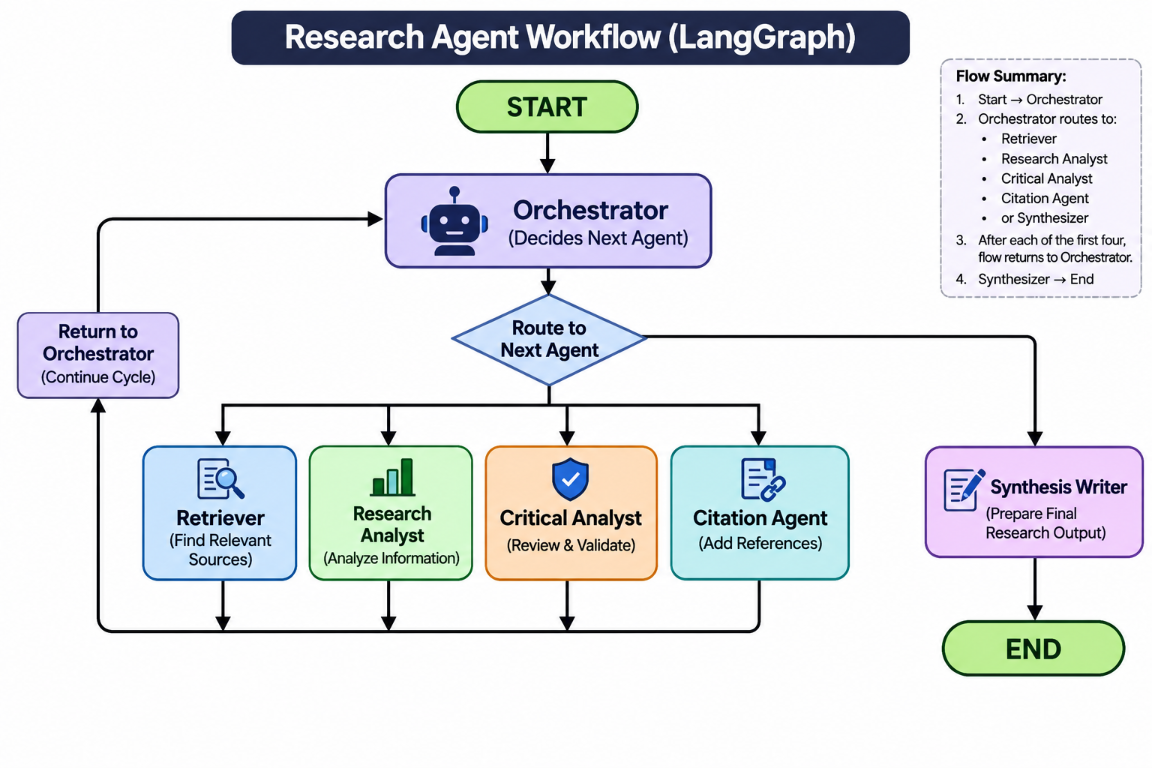 Research Agent Workflow (LangGraph)
START
Flow Summary:
1. Start → Orchestrator
2. Orchestrator routes to:
• Retriever
• Research Analyst
• Critical Analyst
• Citation Agent
• or Synthesizer
3. After each of the first four,
flow returns to Orchestrator.
4. Synthesizer → End
Orchestrator
(Decides Next Agent)
Route to
Next Agent
Return to
Orchestrator
(Continue Cycle)
Retriever
(Find Relevant
Sources)
Research
Analyst
(Analyze Information)
Critical Analyst
(Review & Validate)
Citation Agent
(Add References)
Synthesis Writer
(Prepare Final
Research Output)
END